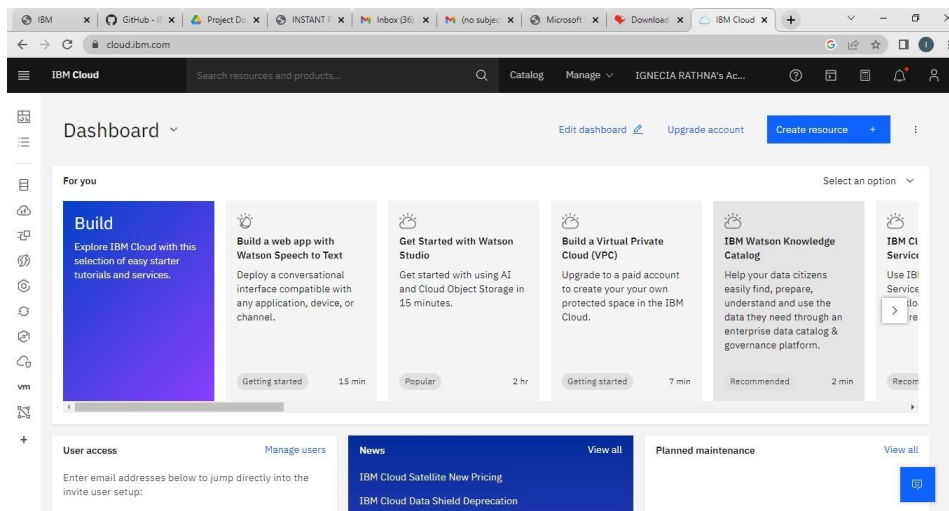 IBM
GitHub - I
Project Do
INSTANT
Inbox (36)
(no subjec
Microsoft
Download
IBM Cloud
cloud.ibm.com
IBM Cloud
Search resources and products...
Catalog
Manage
IGNECIA RATHNA's Ac...
Dashboard
Edit dashboard
Upgrade account
Create resource +
For you
Select an option
Build
Explore IBM Cloud with this
selection of easy starter
tutorials and services.
Build a web app with
Watson Speech to Text
Deploy a conversational
interface compatible with
any application, device, or
channel.
Getting started
15 min
Get Started with Watson
Studio
Get started with using AI
and Cloud Object Storage in
15 minutes.
Popular
2 hr
Build a Virtual Private
Cloud (VPC)
Upgrade to a paid account
to create your your own
protected space in the IBM
Cloud.
Getting started
7 min
IBM Watson Knowledge
Catalog
Help your data citizens
easily find, prepare,
understand and use the
data they need through an
enterprise data catalog &
governance platform.
Recommended
2 min
IBM Cl
Service
Use IB
Service
re
Recom
vm
User access
Manage users
Enter email addresses below to jump directly into the
invite user setup:
News
View all
IBM Cloud Satellite New Pricing
IBM Cloud Data Shield Deprecation
Planned maintenance
View all